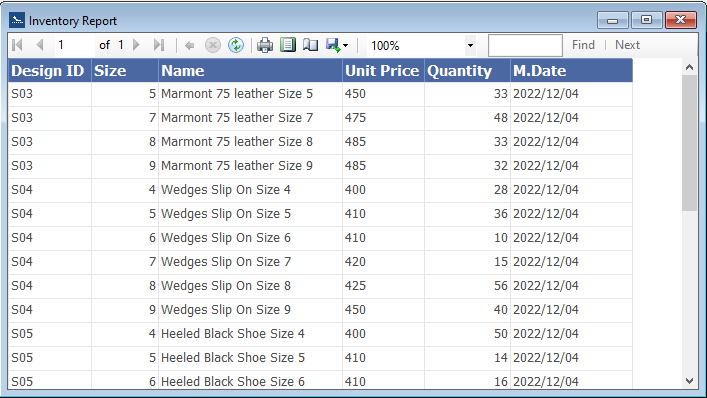 Inventory Report
1 of 1 100% Find | Next
Design ID Size Name Unit Price Quantity M.Date
S03 5 Marmont 75 leather Size 5 450 33 2022/12/04
S03 7 Marmont 75 leather Size 7 475 48 2022/12/04
S03 8 Marmont 75 leather Size 8 485 33 2022/12/04
S03 9 Marmont 75 leather Size 9 485 32 2022/12/04
S04 4 Wedges Slip On Size 4 400 28 2022/12/04
S04 5 Wedges Slip On Size 5 410 36 2022/12/04
S04 6 Wedges Slip On Size 6 410 10 2022/12/04
S04 7 Wedges Slip On Size 7 420 15 2022/12/04
S04 8 Wedges Slip On Size 8 425 56 2022/12/04
S04 9 Wedges Slip On Size 9 450 40 2022/12/04
S05 4 Heeled Black Shoe Size 4 400 50 2022/12/04
S05 5 Heeled Black Shoe Size 5 410 14 2022/12/04
S05 6 Heeled Black Shoe Size 6 410 16 2022/12/04